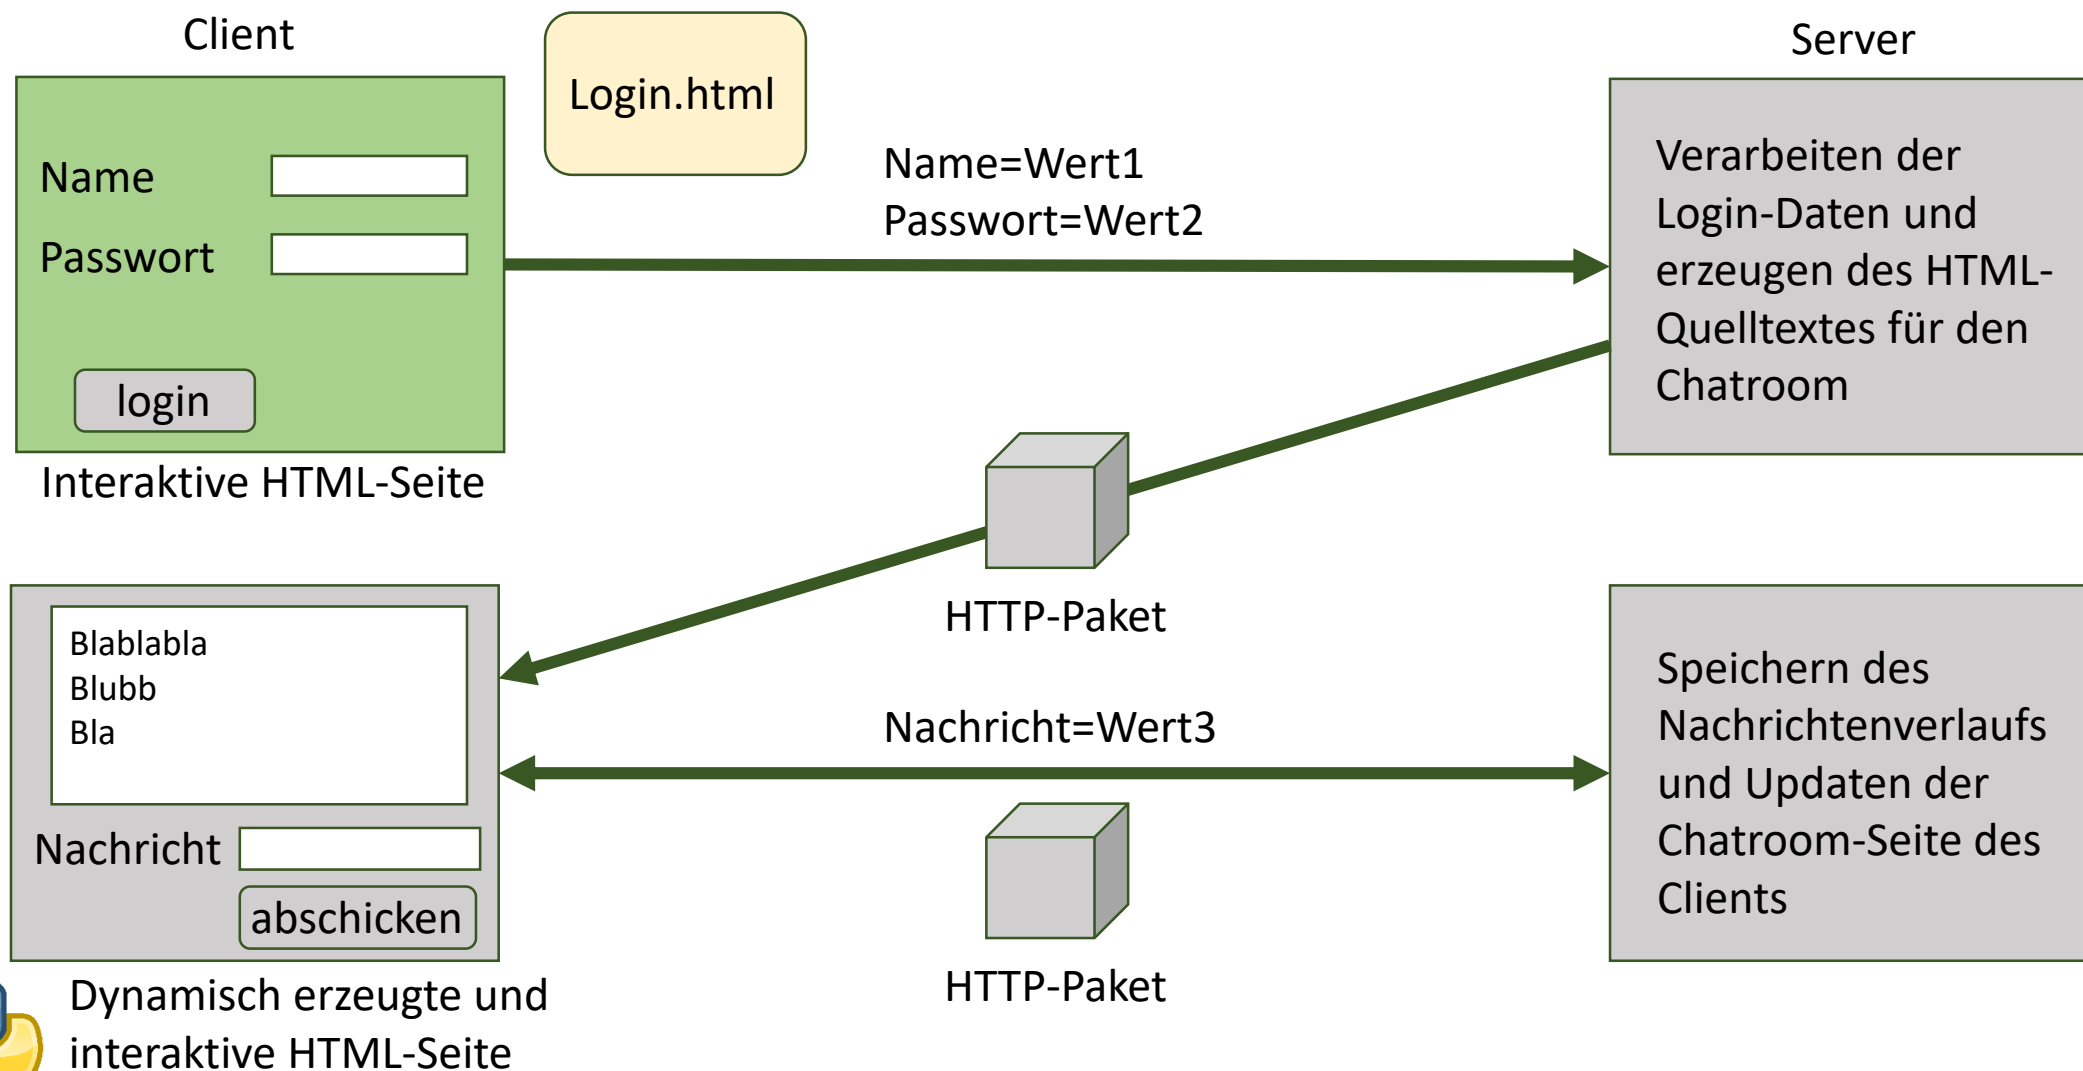 Client
Login.html
Server
Name
Passwort
login
Interaktive HTML-Seite
Name=Wert1
Passwort=Wert2
Verarbeiten der
Login-Daten und
erzeugen des HTML-
Quelltextes für den
Chatroom
HTTP-Paket
Blablabla
Blubb
Bla
Nachricht
abschicken
Dynamisch erzeugte und
interaktive HTML-Seite
Nachricht=Wert3
HTTP-Paket
Speichern des
Nachrichtenverlaufs
und Updaten der
Chatroom-Seite des
Clients